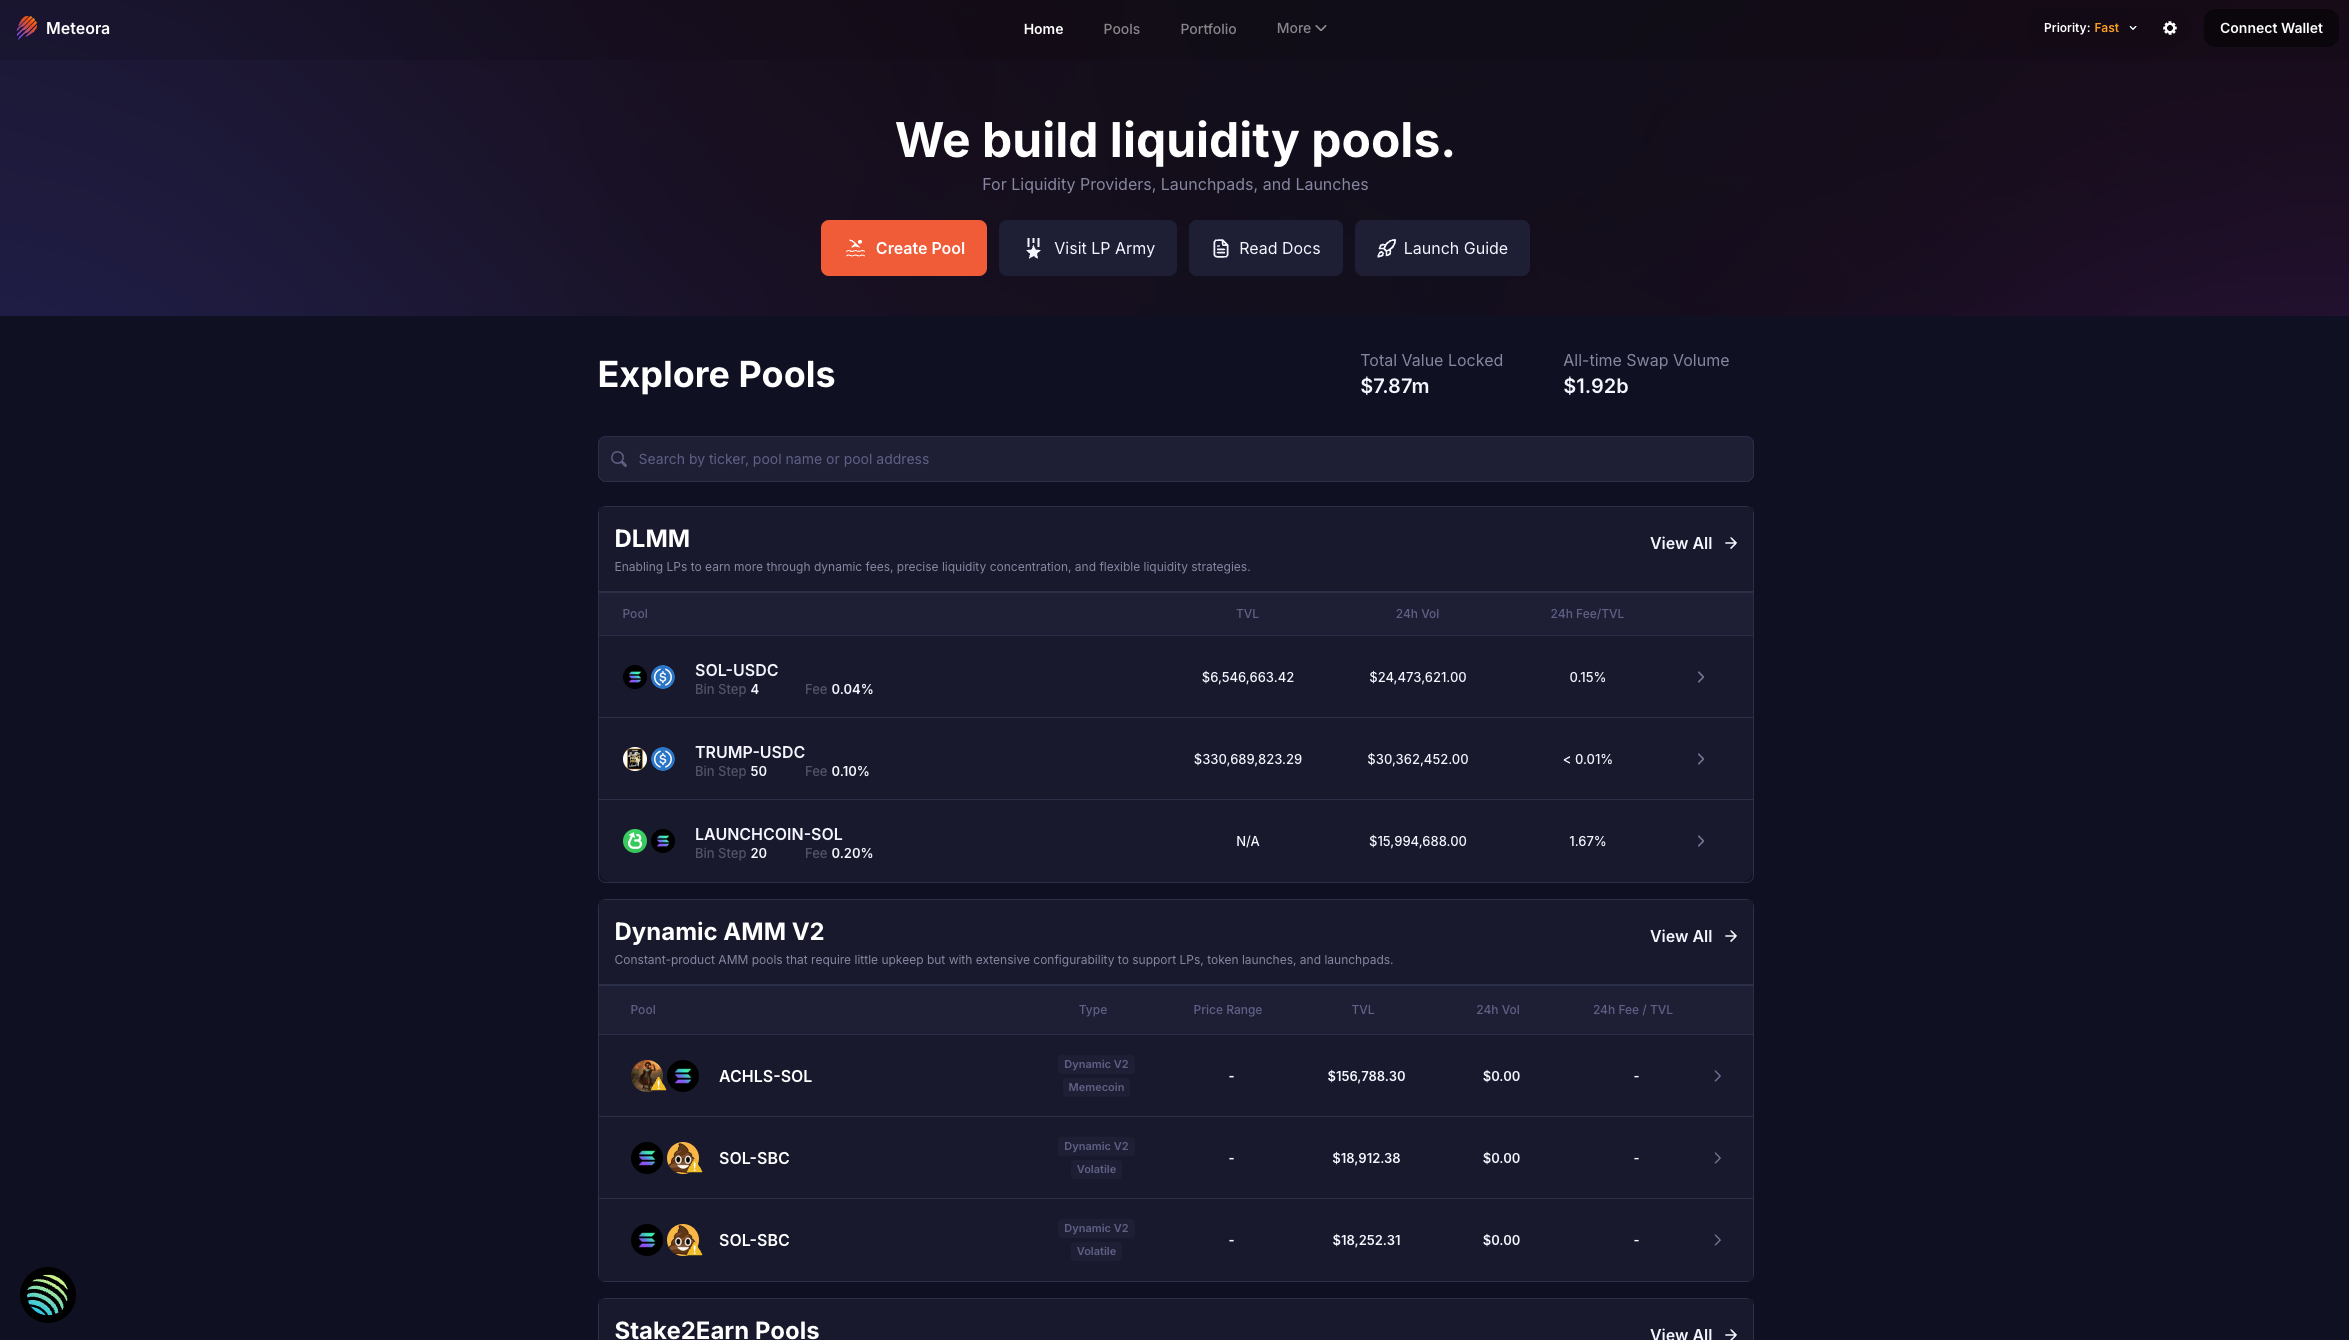 Meteora
Home Pools Portfolio More
Priority: Fast
Connect Wallet
We build liquidity pools.
For Liquidity Providers, Launchpads, and Launches
Create Pool Visit LP Army Read Docs Launch Guide
Explore Pools
Total Value Locked All-time Swap Volume
$7.87m $1.92b
Search by ticker, pool name or pool address
DLMM
View All
Enabling LPs to earn more through dynamic fees, precise liquidity concentration, and flexible liquidity strategies.
Pool TVL 24h Vol 24h Fee/TVL
SOL-USDC
Bin Step 4 Fee 0.04%
$6,546,663.42 $24,473,621.00 0.15%
TRUMP-USDC
Bin Step 50 Fee 0.10%
$330,689,823.29 $30,362,452.00 < 0.01%
LAUNCHCOIN-SOL
Bin Step 20 Fee 0.20%
N/A $15,994,688.00 1.67%
Dynamic AMM V2
View All
Constant-product AMM pools that require little upkeep but with extensive configurability to support LPs, token launches, and launchpads.
Pool Type Price Range TVL 24h Vol 24h Fee / TVL
ACHLS-SOL
Dynamic V2
Memecoin
- $156,788.30 $0.00 -
SOL-SBC
Dynamic V2
Volatile
- $18,912.38 $0.00 -
SOL-SBC
Dynamic V2
Volatile
- $18,252.31 $0.00 -
Stake2Earn Pools
View All